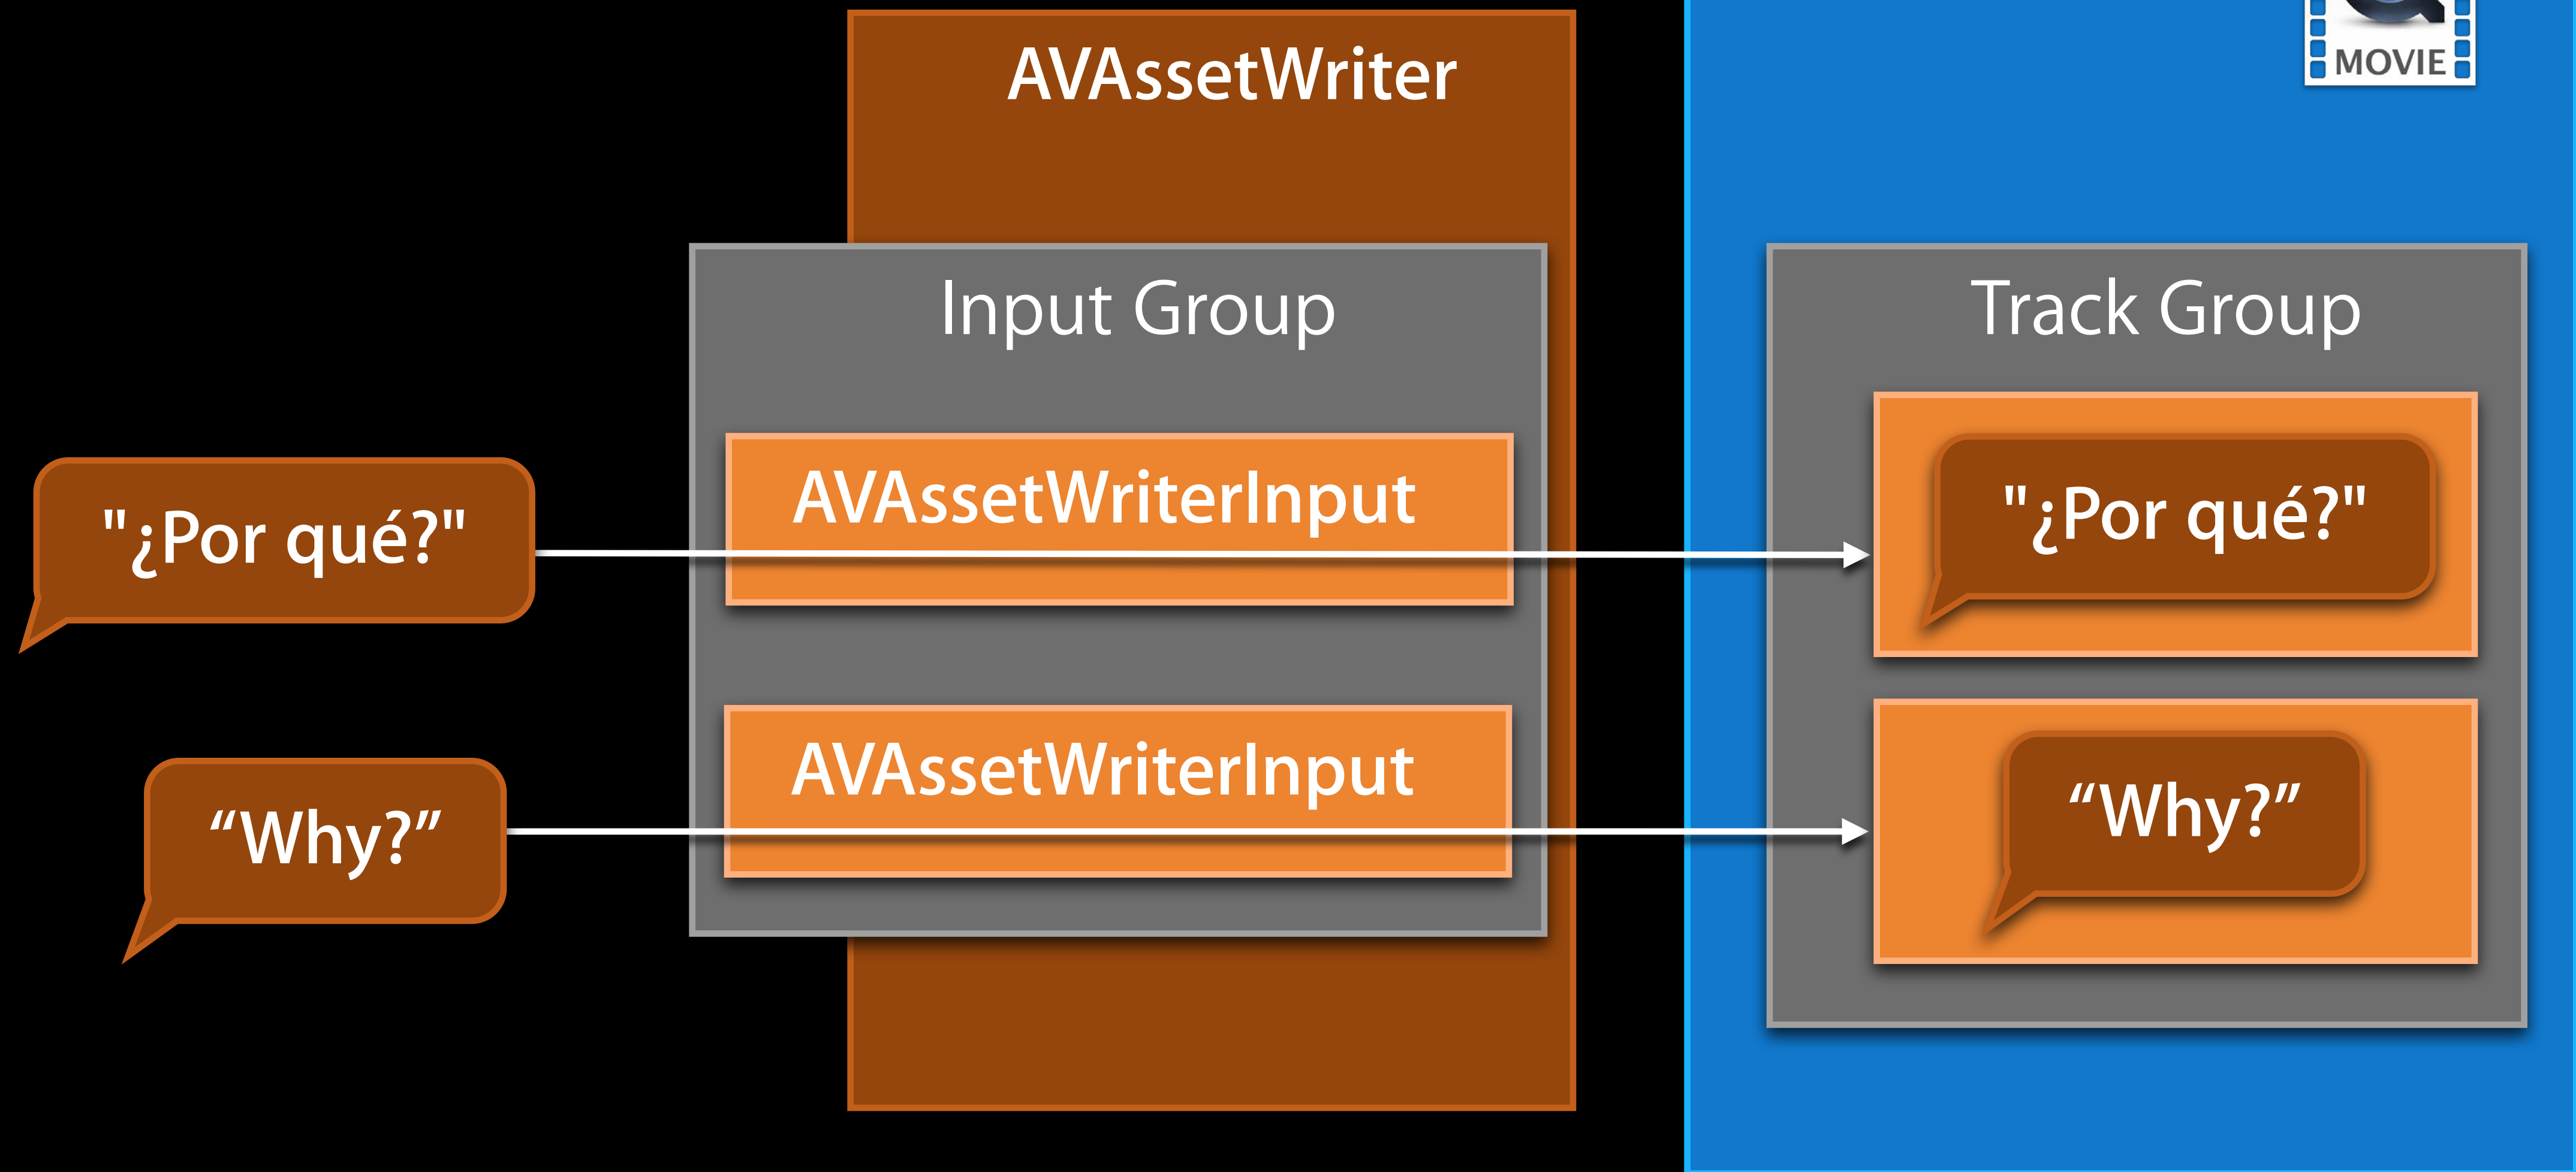 AVAssetWriter
MOVIE
Input Group
Track Group
AVAssetWriterInput
"¿Por qué?"
"¿Por qué?"
AVAssetWriterInput
“Why?”
“Why?”